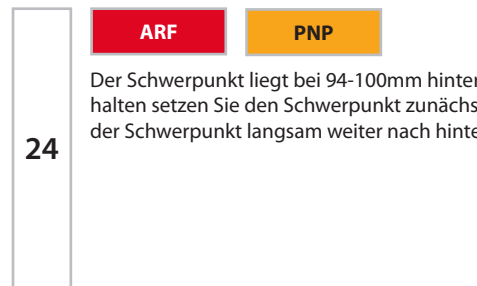 ARF PNP
Der Schwerpunkt liegt bei 94-100mm hinter
halten setzen Sie den Schwerpunkt zunächs
der Schwerpunkt langsam weiter nach hinte
24